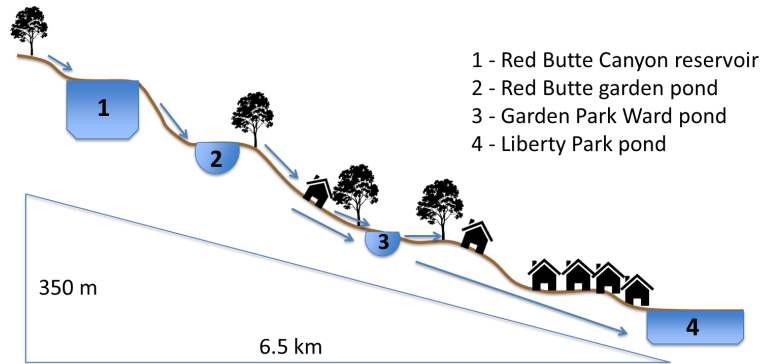 1 - Red Butte Canyon reservoir
2 - Red Butte garden pond
3 - Garden Park Ward pond
4 - Liberty Park pond
1
2
3
350 m
4
6.5 km